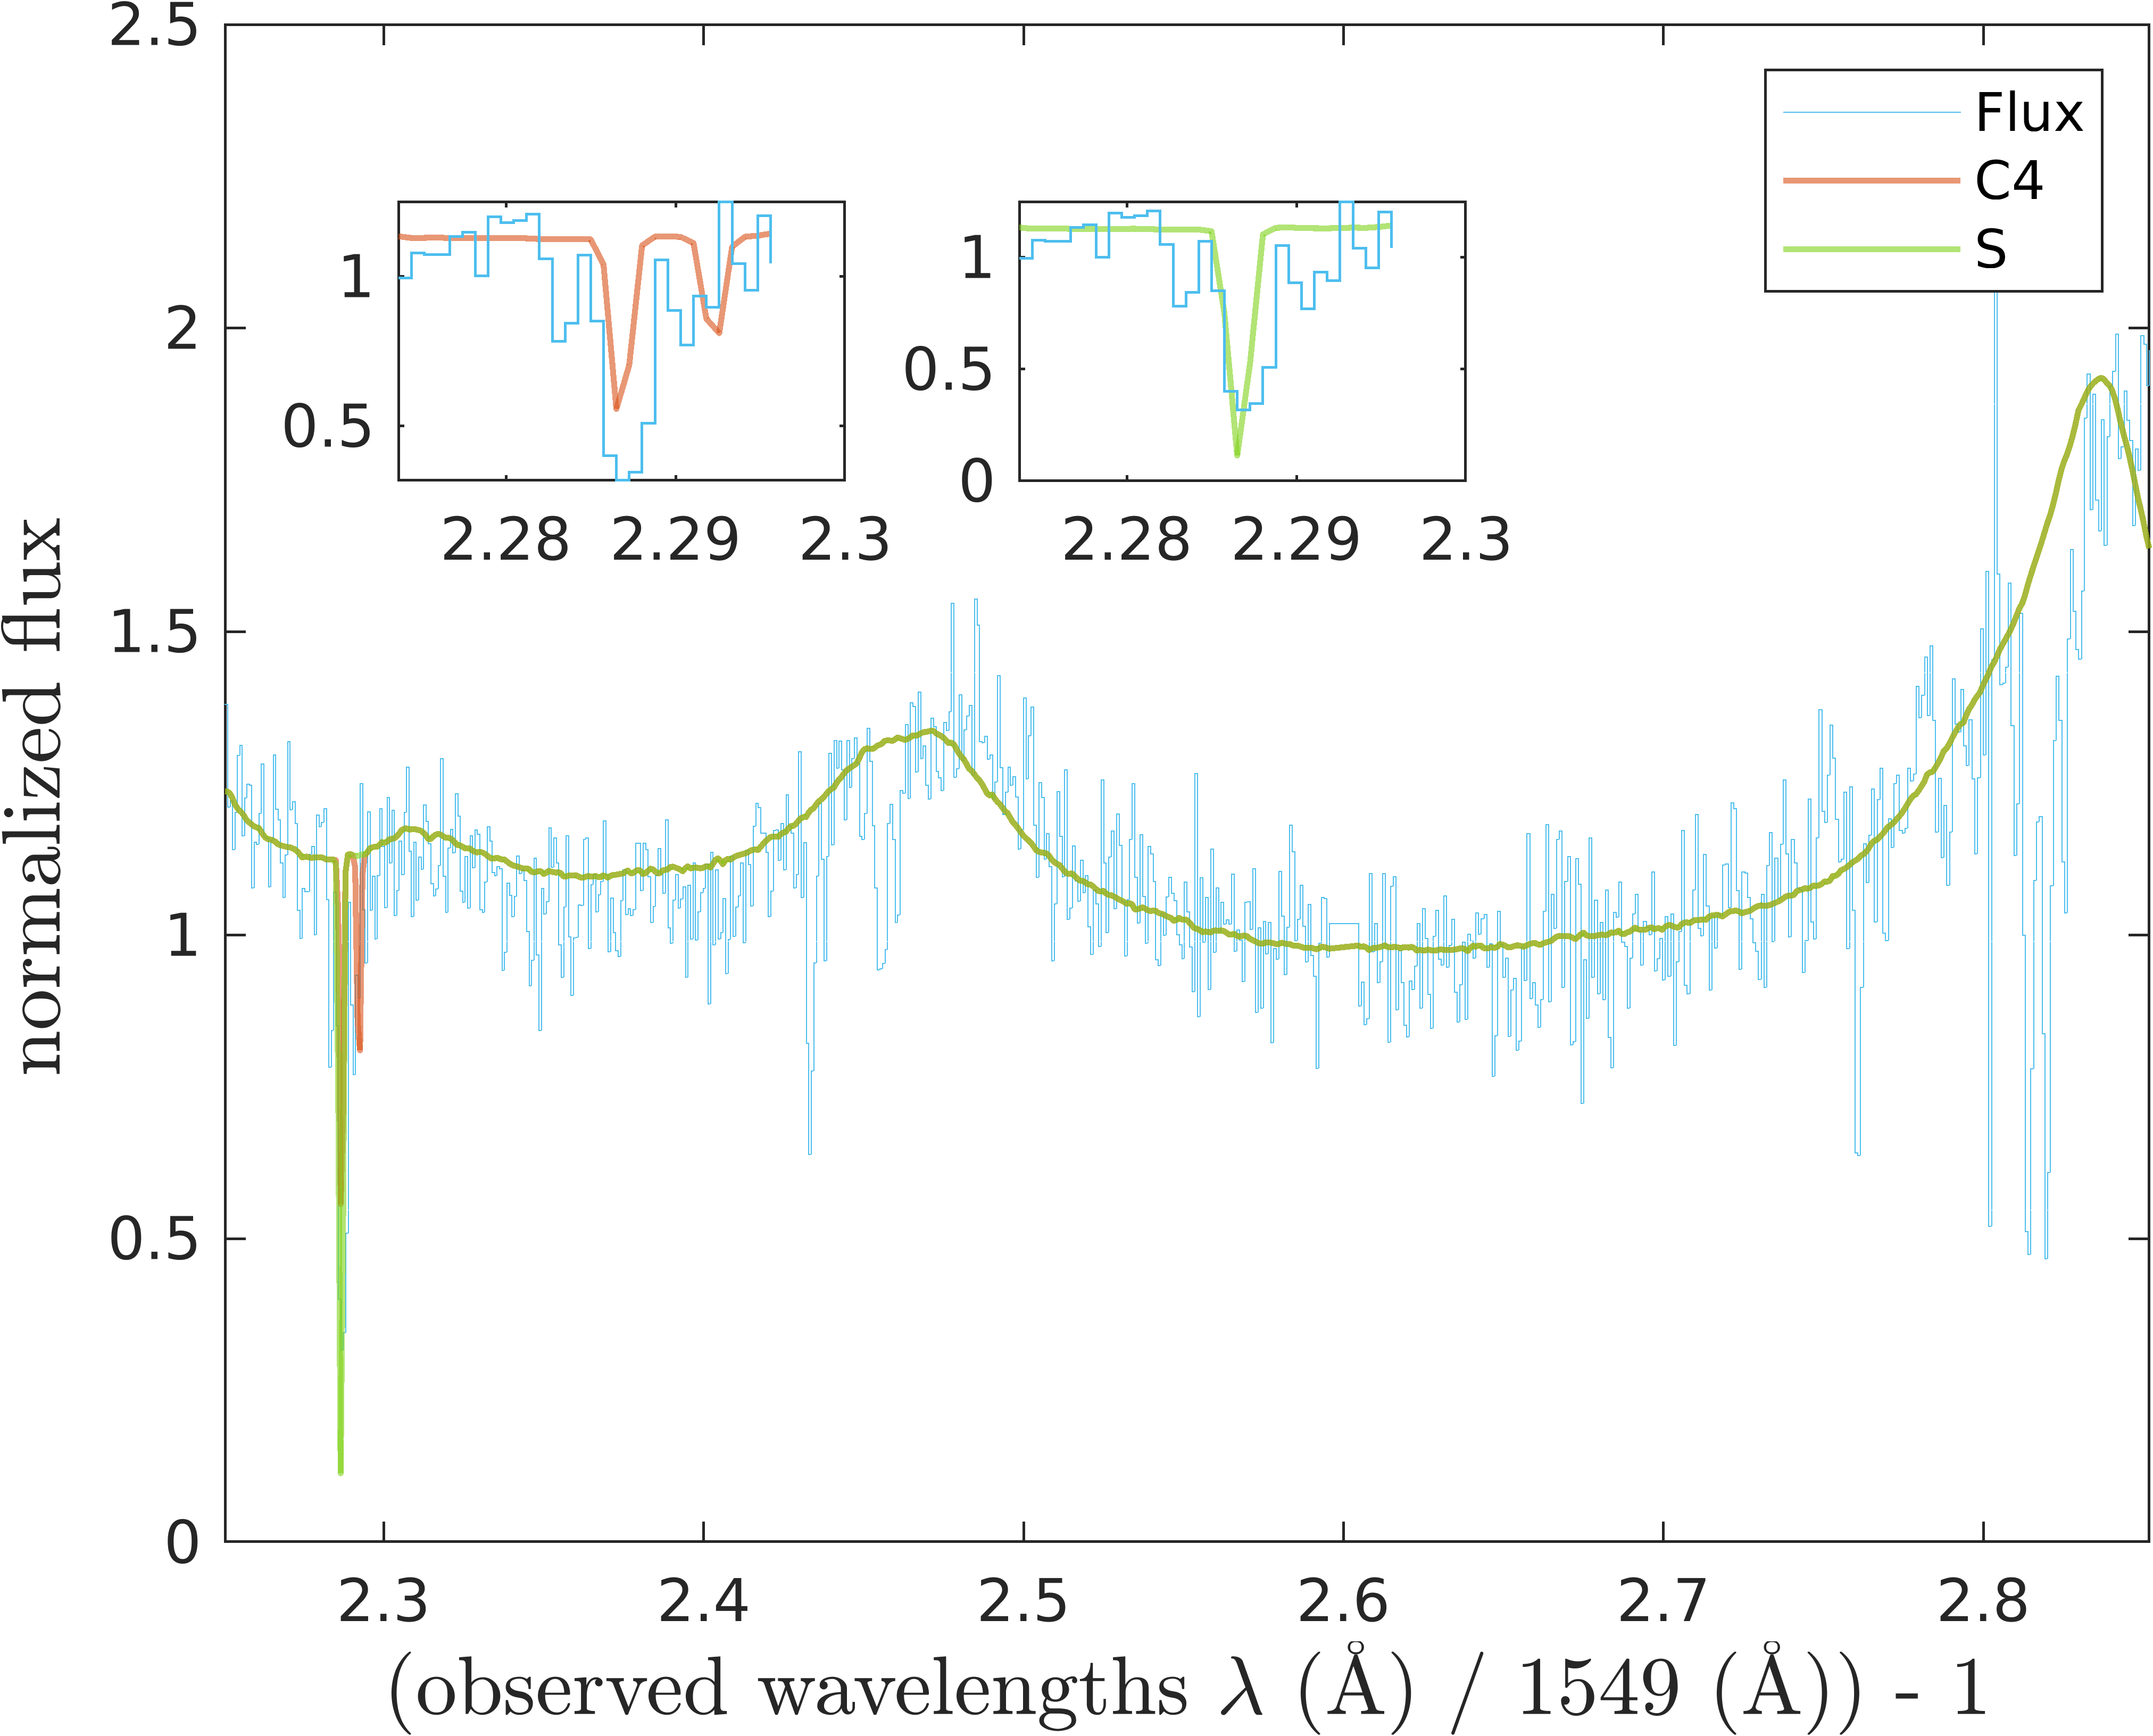 2.5
2
1.5
1
0.5
0
normalized flux
Flux
C4
S
1
0.5
2.28 2.29 2.3
1
0.5
0
2.28 2.29 2.3
2.3 2.4 2.5 2.6 2.7 2.8
(observed wavelengths λ (Å) / 1549 (Å)) - 1